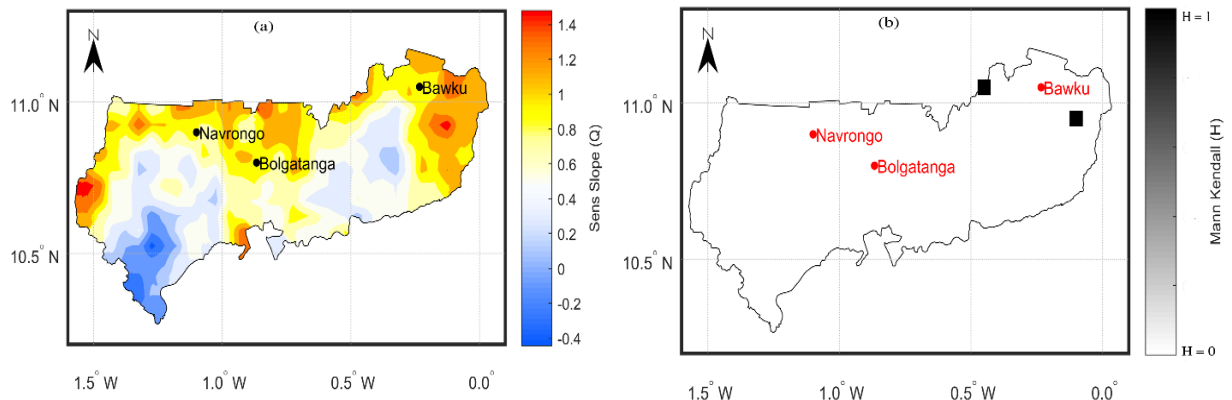 (a)
N
Bawku
11.0° N
Navrongo
Bolgatanga
10.5° N
1.5° W
1.0° W
0.5° W
0.0°
1.4
1.2
1
0.8
0.6
0.4
0.2
0
-0.2
-0.4
Sens Slope (Q)
(b)
N
Bawku
11.0°
Navrongo
Bolgatanga
10.5° N
1.5° W
1.0° W
0.5° W
0.0°
H = 1
H = 0
Mann Kendall (H)